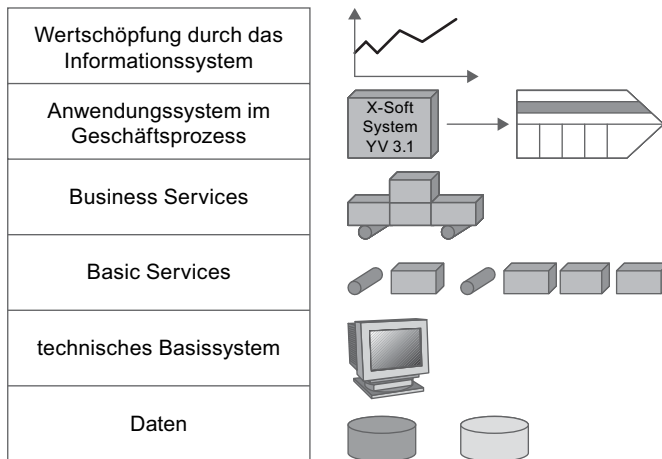 Wertschöpfung durch das
Informationssystem
Anwendungssystem im
Geschäftsprozess
X-Soft
System
YV 3.1
Business Services
Basic Services
technisches Basissystem
Daten